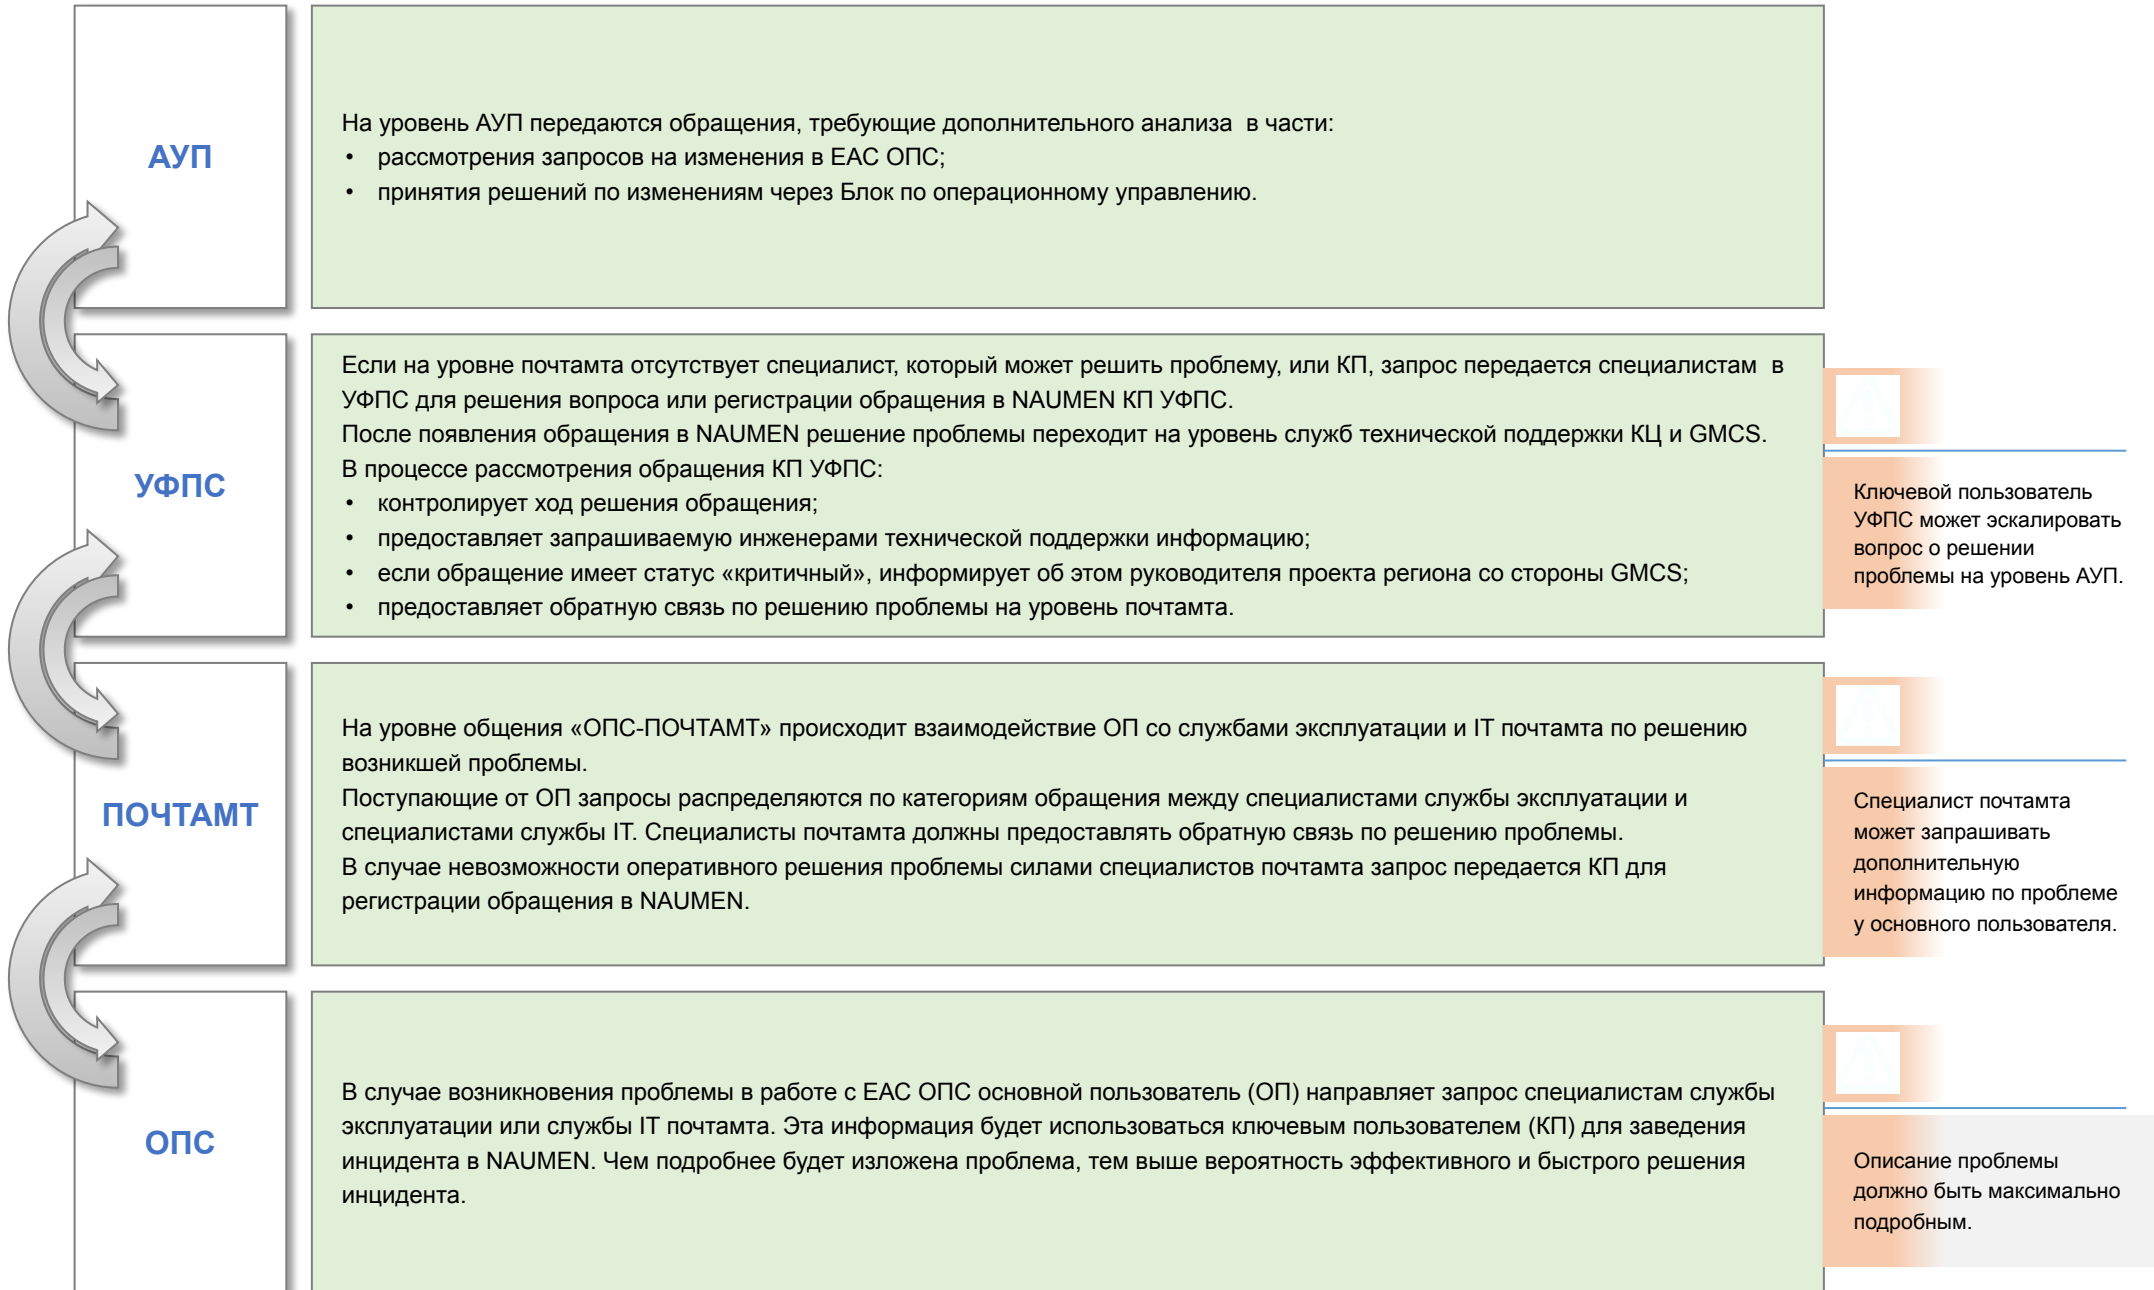 АУП
На уровень АУП передаются обращения, требующие дополнительного анализа в части:
• рассмотрения запросов на изменения в ЕАС ОПС;
• принятия решений по изменениям через Блок по операционному управлению.
УФПС
Если на уровне почтамта отсутствует специалист, который может решить проблему, или КП, запрос передается специалистам в
УФПС для решения вопроса или регистрации обращения в NAUMEN КП УФПС.
После появления обращения в NAUMEN решение проблемы переходит на уровень служб технической поддержки КЦ и GMCS.
В процессе рассмотрения обращения КП УФПС:
• контролирует ход решения обращения;
• предоставляет запрашиваемую инженерами технической поддержки информацию;
• если обращение имеет статус «критичный», информирует об этом руководителя проекта региона со стороны GMCS;
• предоставляет обратную связь по решению проблемы на уровень почтамта.
Ключевой пользователь
УФПС может эскалировать
вопрос о решении
проблемы на уровень АУП.
ПОЧТАМТ
На уровне общения «ОПС-ПОЧТАМТ» происходит взаимодействие ОП со службами эксплуатации и IT почтамта по решению
возникшей проблемы.
Поступающие от ОП запросы распределяются по категориям обращения между специалистами службы эксплуатации и
специалистами службы IT. Специалисты почтамта должны предоставлять обратную связь по решению проблемы.
В случае невозможности оперативного решения проблемы силами специалистов почтамта запрос передается КП для
регистрации обращения в NAUMEN.
Специалист почтамта
может запрашивать
дополнительную
информацию по проблеме
у основного пользователя.
ОПС
В случае возникновения проблемы в работе с ЕАС ОПС основной пользователь (ОП) направляет запрос специалистам службы
эксплуатации или службы IT почтамта. Эта информация будет использоваться ключевым пользователем (КП) для заведения
инцидента в NAUMEN. Чем подробнее будет изложена проблема, тем выше вероятность эффективного и быстрого решения
инцидента.
Описание проблемы
должно быть максимально
подробным.